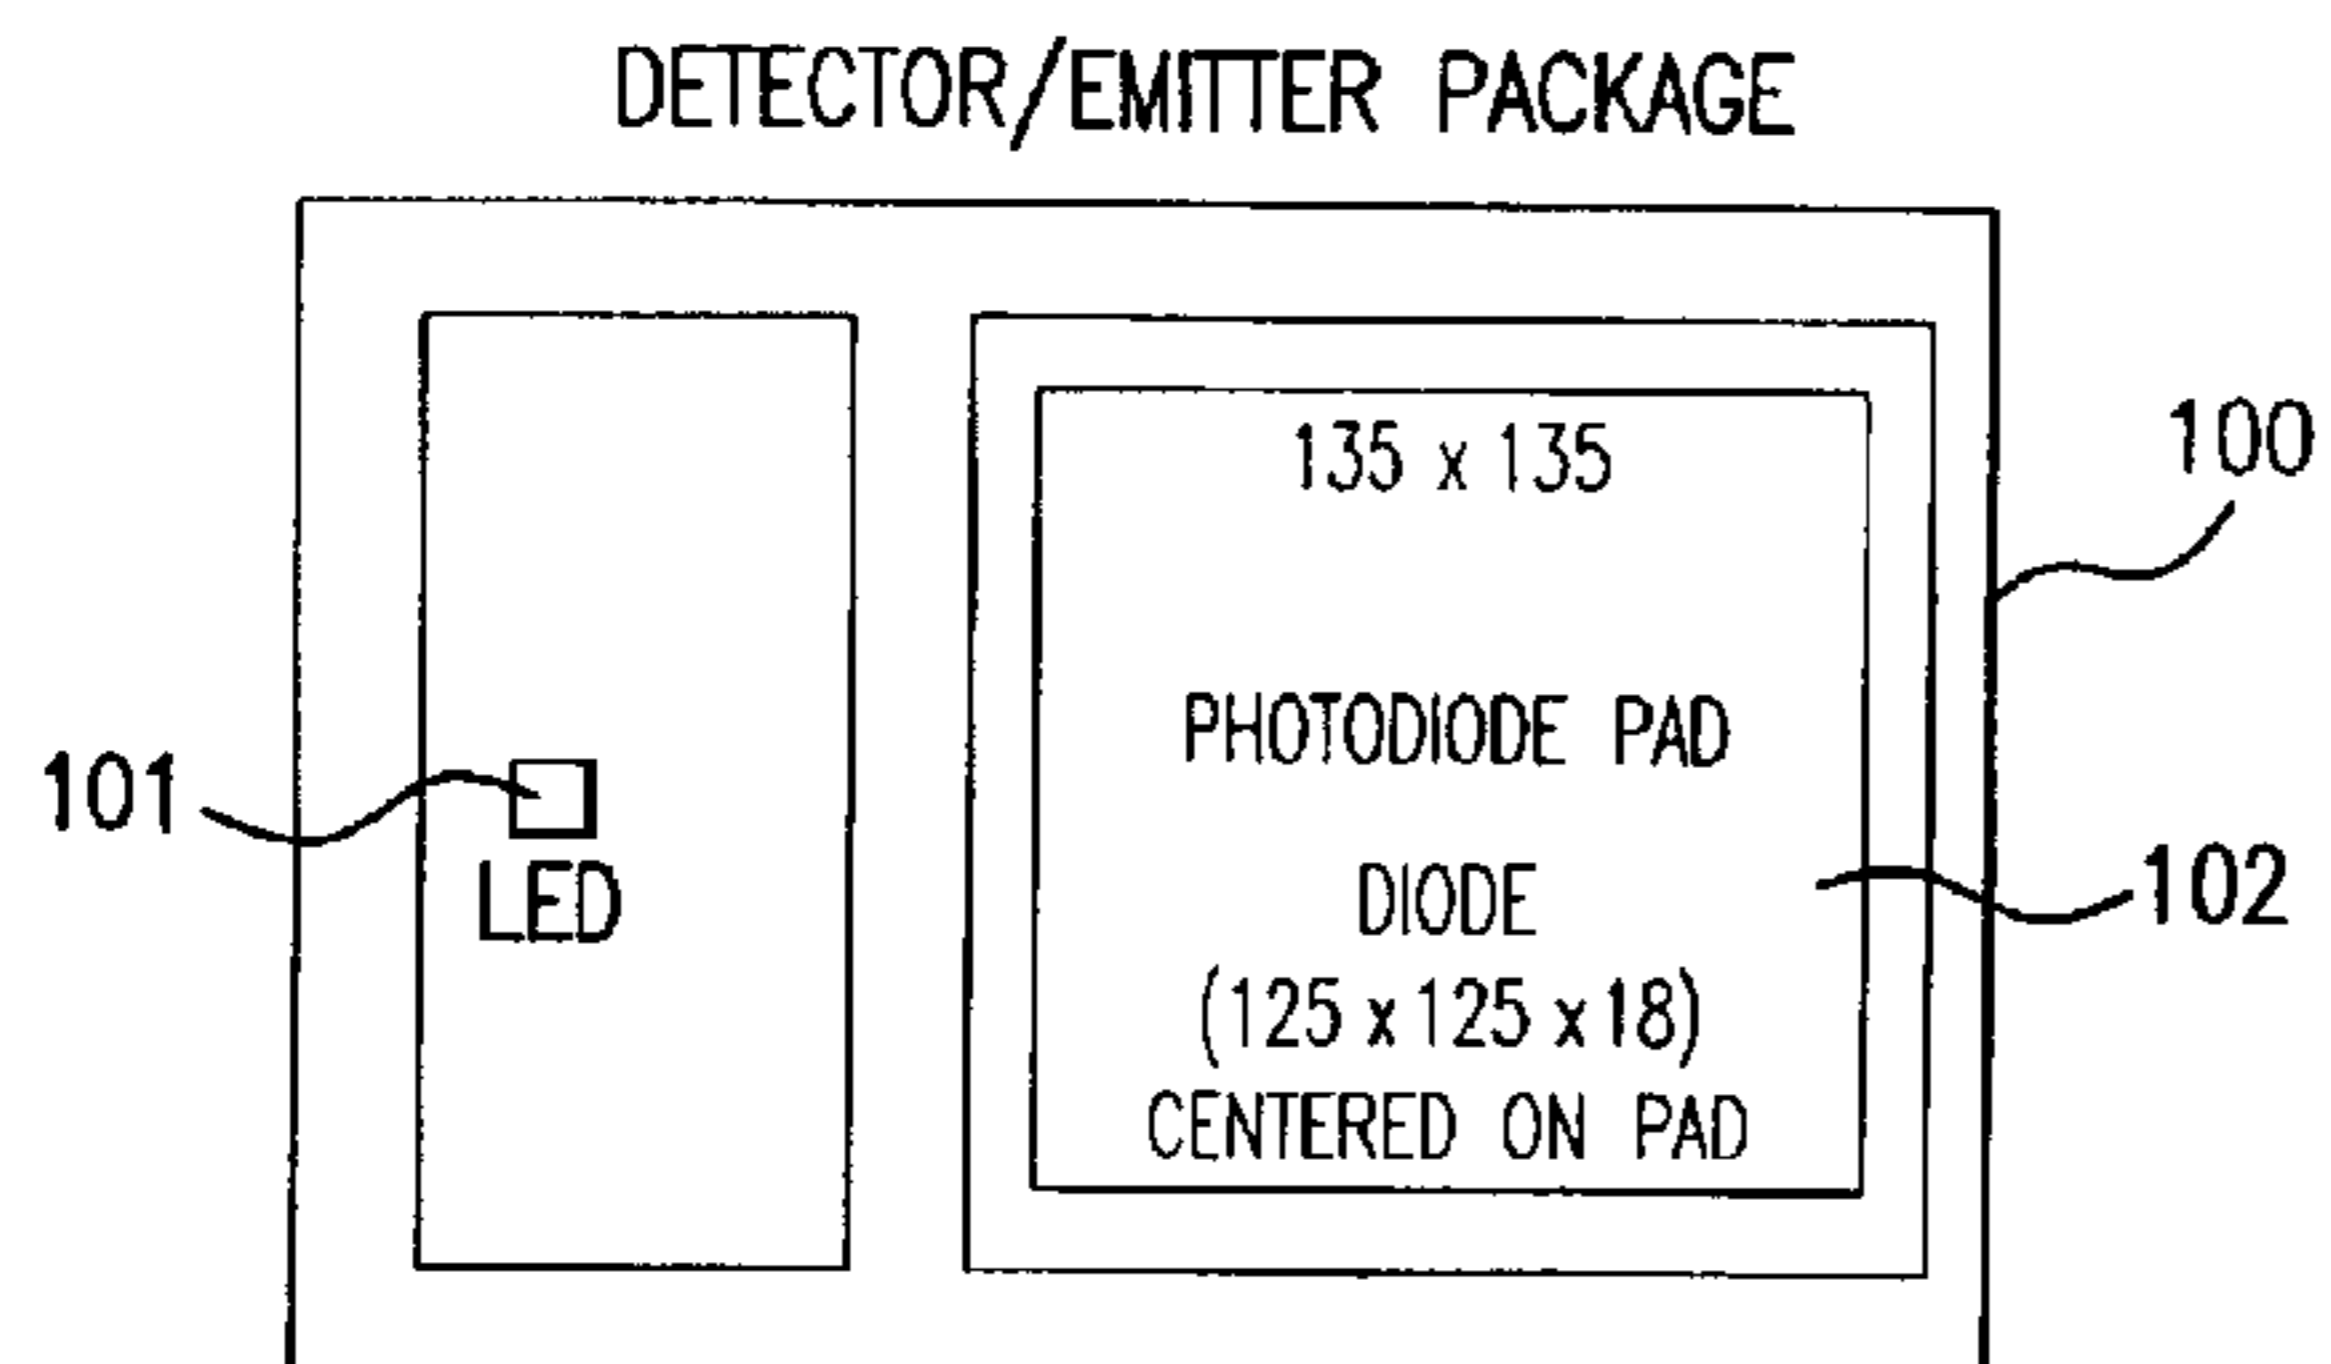 DETECTOR/EMITTER PACKAGE
135 x 135
100
PHOTODIODE PAD
101
LED
DIODE
102
(125 x 125 x 18)
CENTERED ON PAD